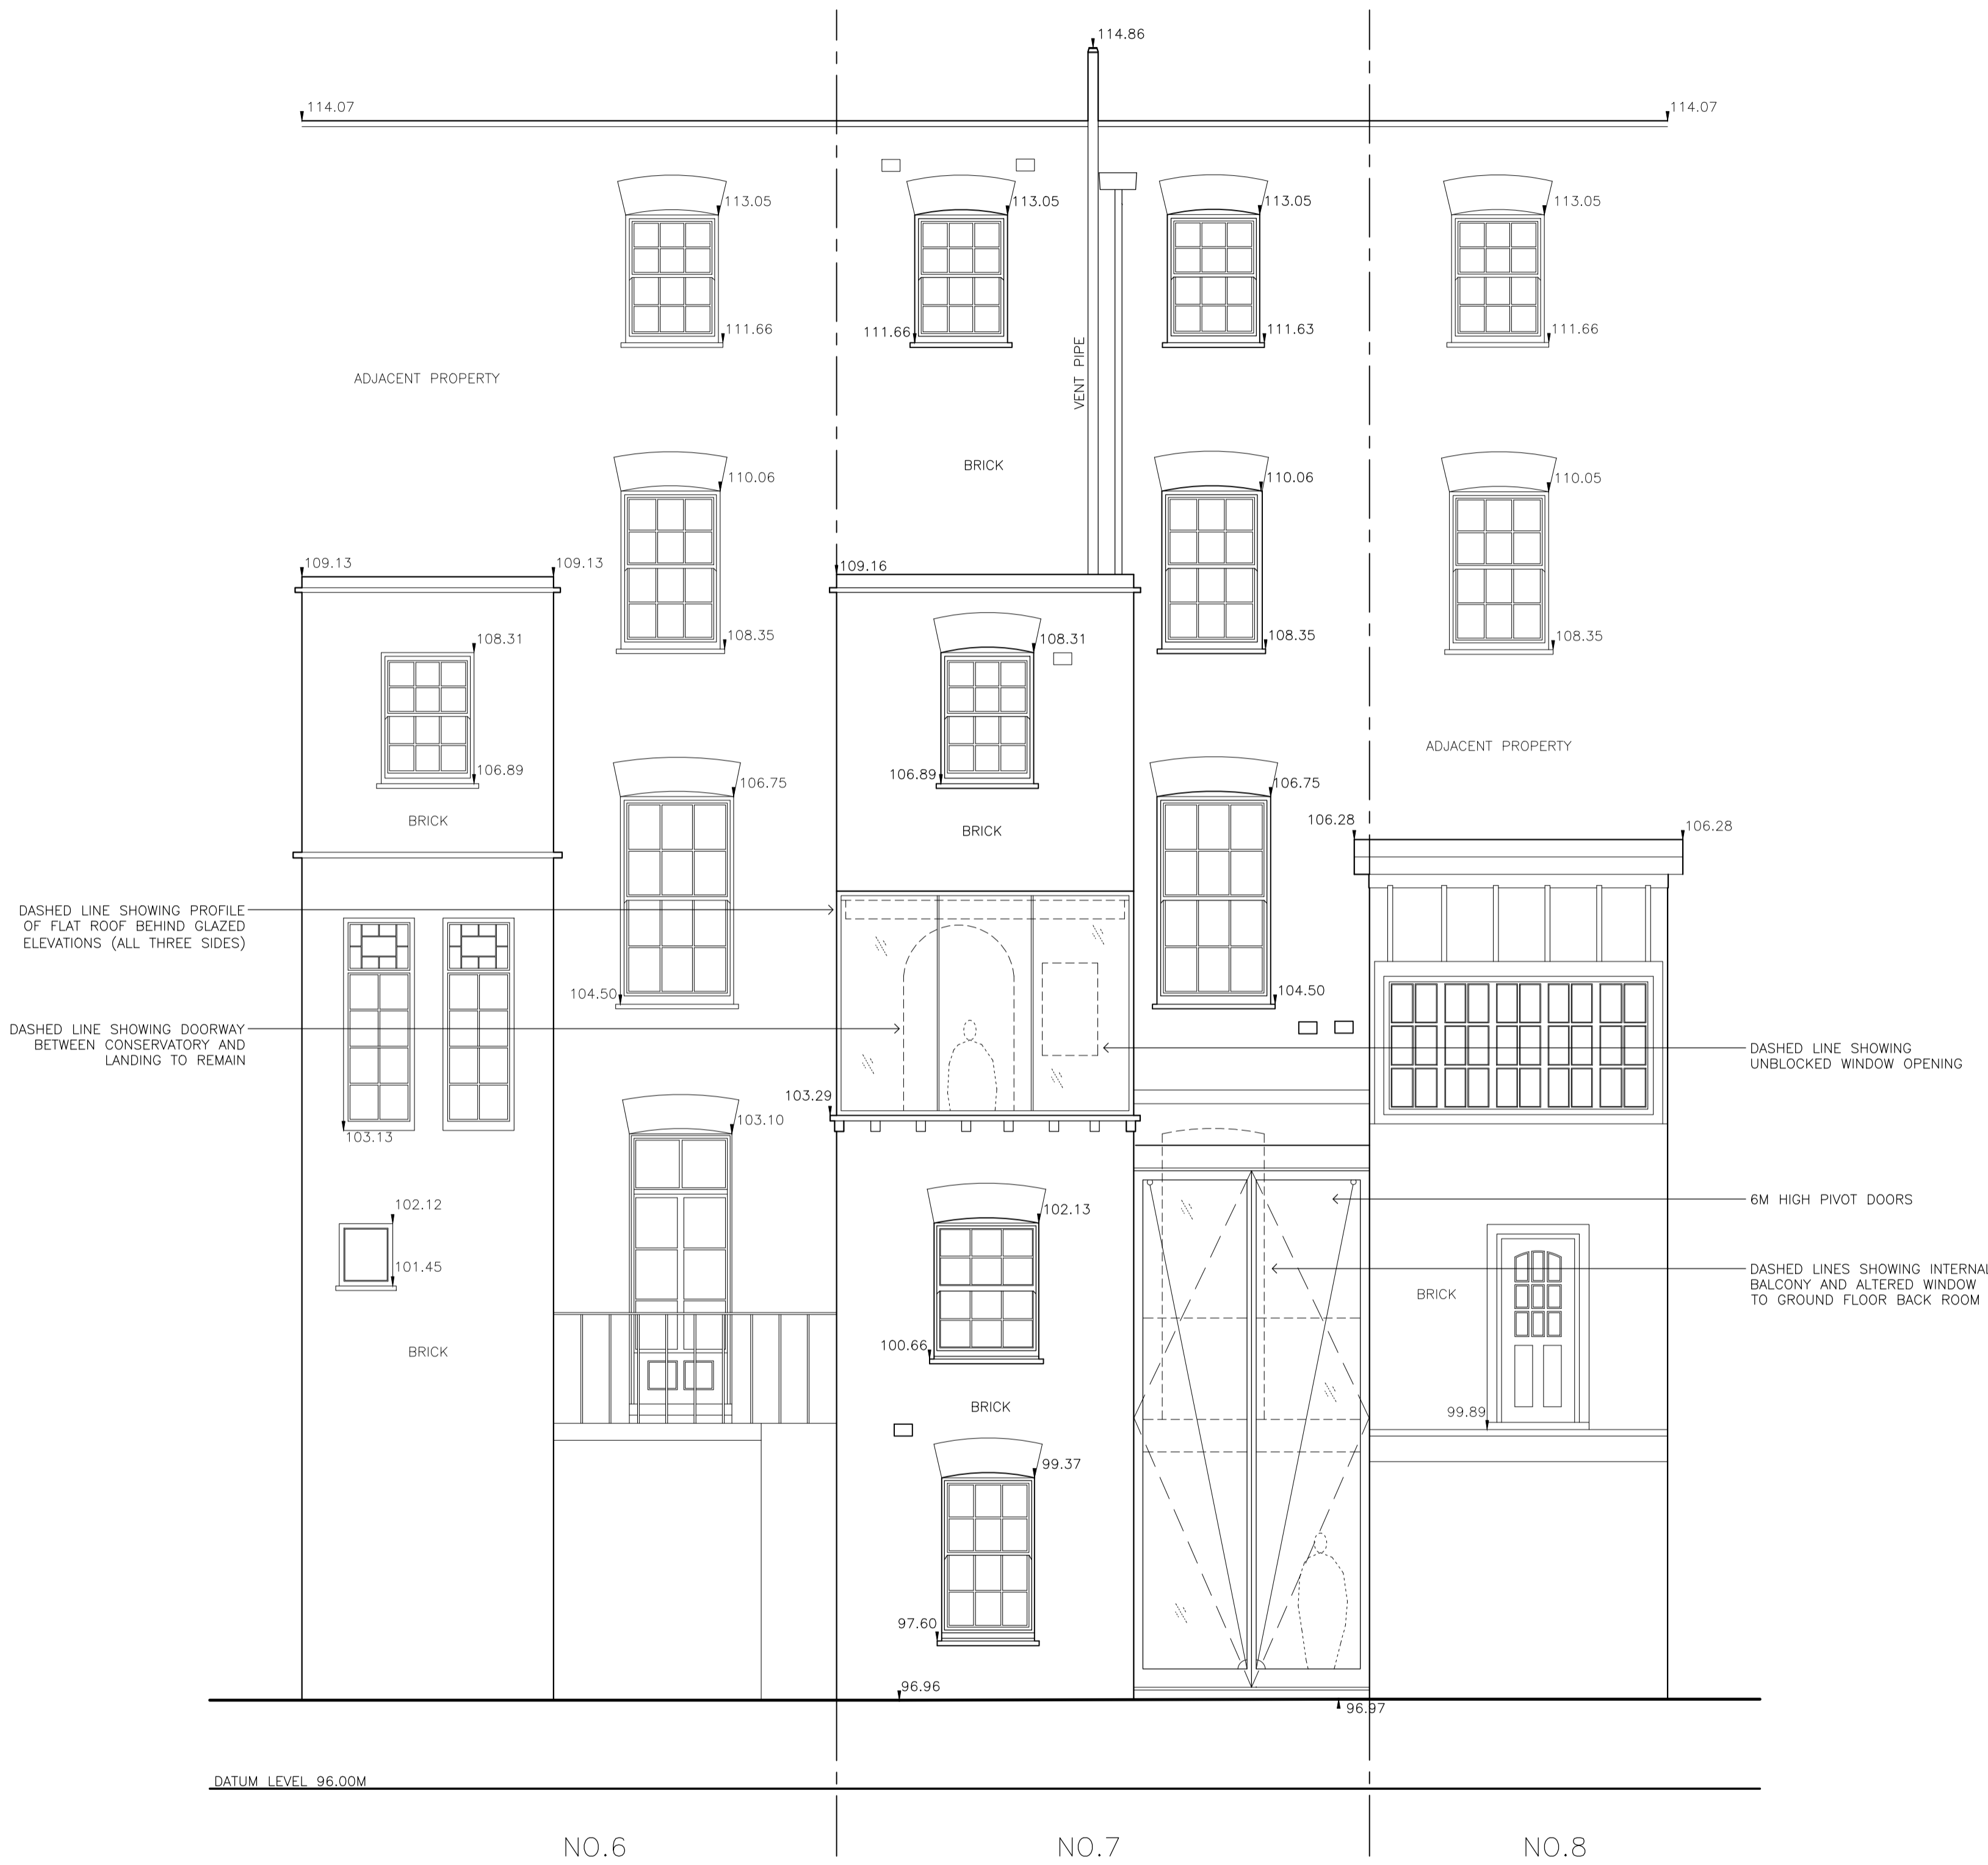 114.86
114.07
114.07
113.05
113.05
113.05
113.05
111.66
111.66
111.63
111.66
VENT PIPE
ADJACENT PROPERTY
BRICK
110.06
110.06
110.05
109.13
109.13
109.16
108.35
108.31
108.31
108.35
108.35
ADJACENT PROPERTY
106.89
106.89
106.75
106.75
BRICK
BRICK
106.28
106.28
DASHED LINE SHOWING PROFILE
OF FLAT ROOF BEHIND GLAZED
ELEVATIONS (ALL THREE SIDES)
104.50
104.50
DASHED LINE SHOWING DOORWAY
BETWEEN CONSERVATORY AND
LANDING TO REMAIN
DASHED LINE SHOWING
UNBLOCKED WINDOW OPENING
103.29
103.13
103.10
102.12
102.13
6M HIGH PIVOT DOORS
101.45
DASHED LINES SHOWING INTERNAL
BALCONY AND ALTERED WINDOW
TO GROUND FLOOR BACK ROOM
BRICK
BRICK
100.66
BRICK
99.89
99.37
97.60
96.96
96.97
DATUM LEVEL 96.00M
NO.6
NO.7
NO.8